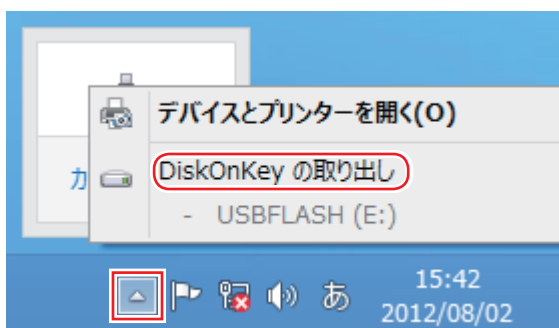 デバイスとプリンターを開く(O)
カ
DiskOnKey の取り出し
- USBFLASH (E:)
あ
15:42
2012/08/02